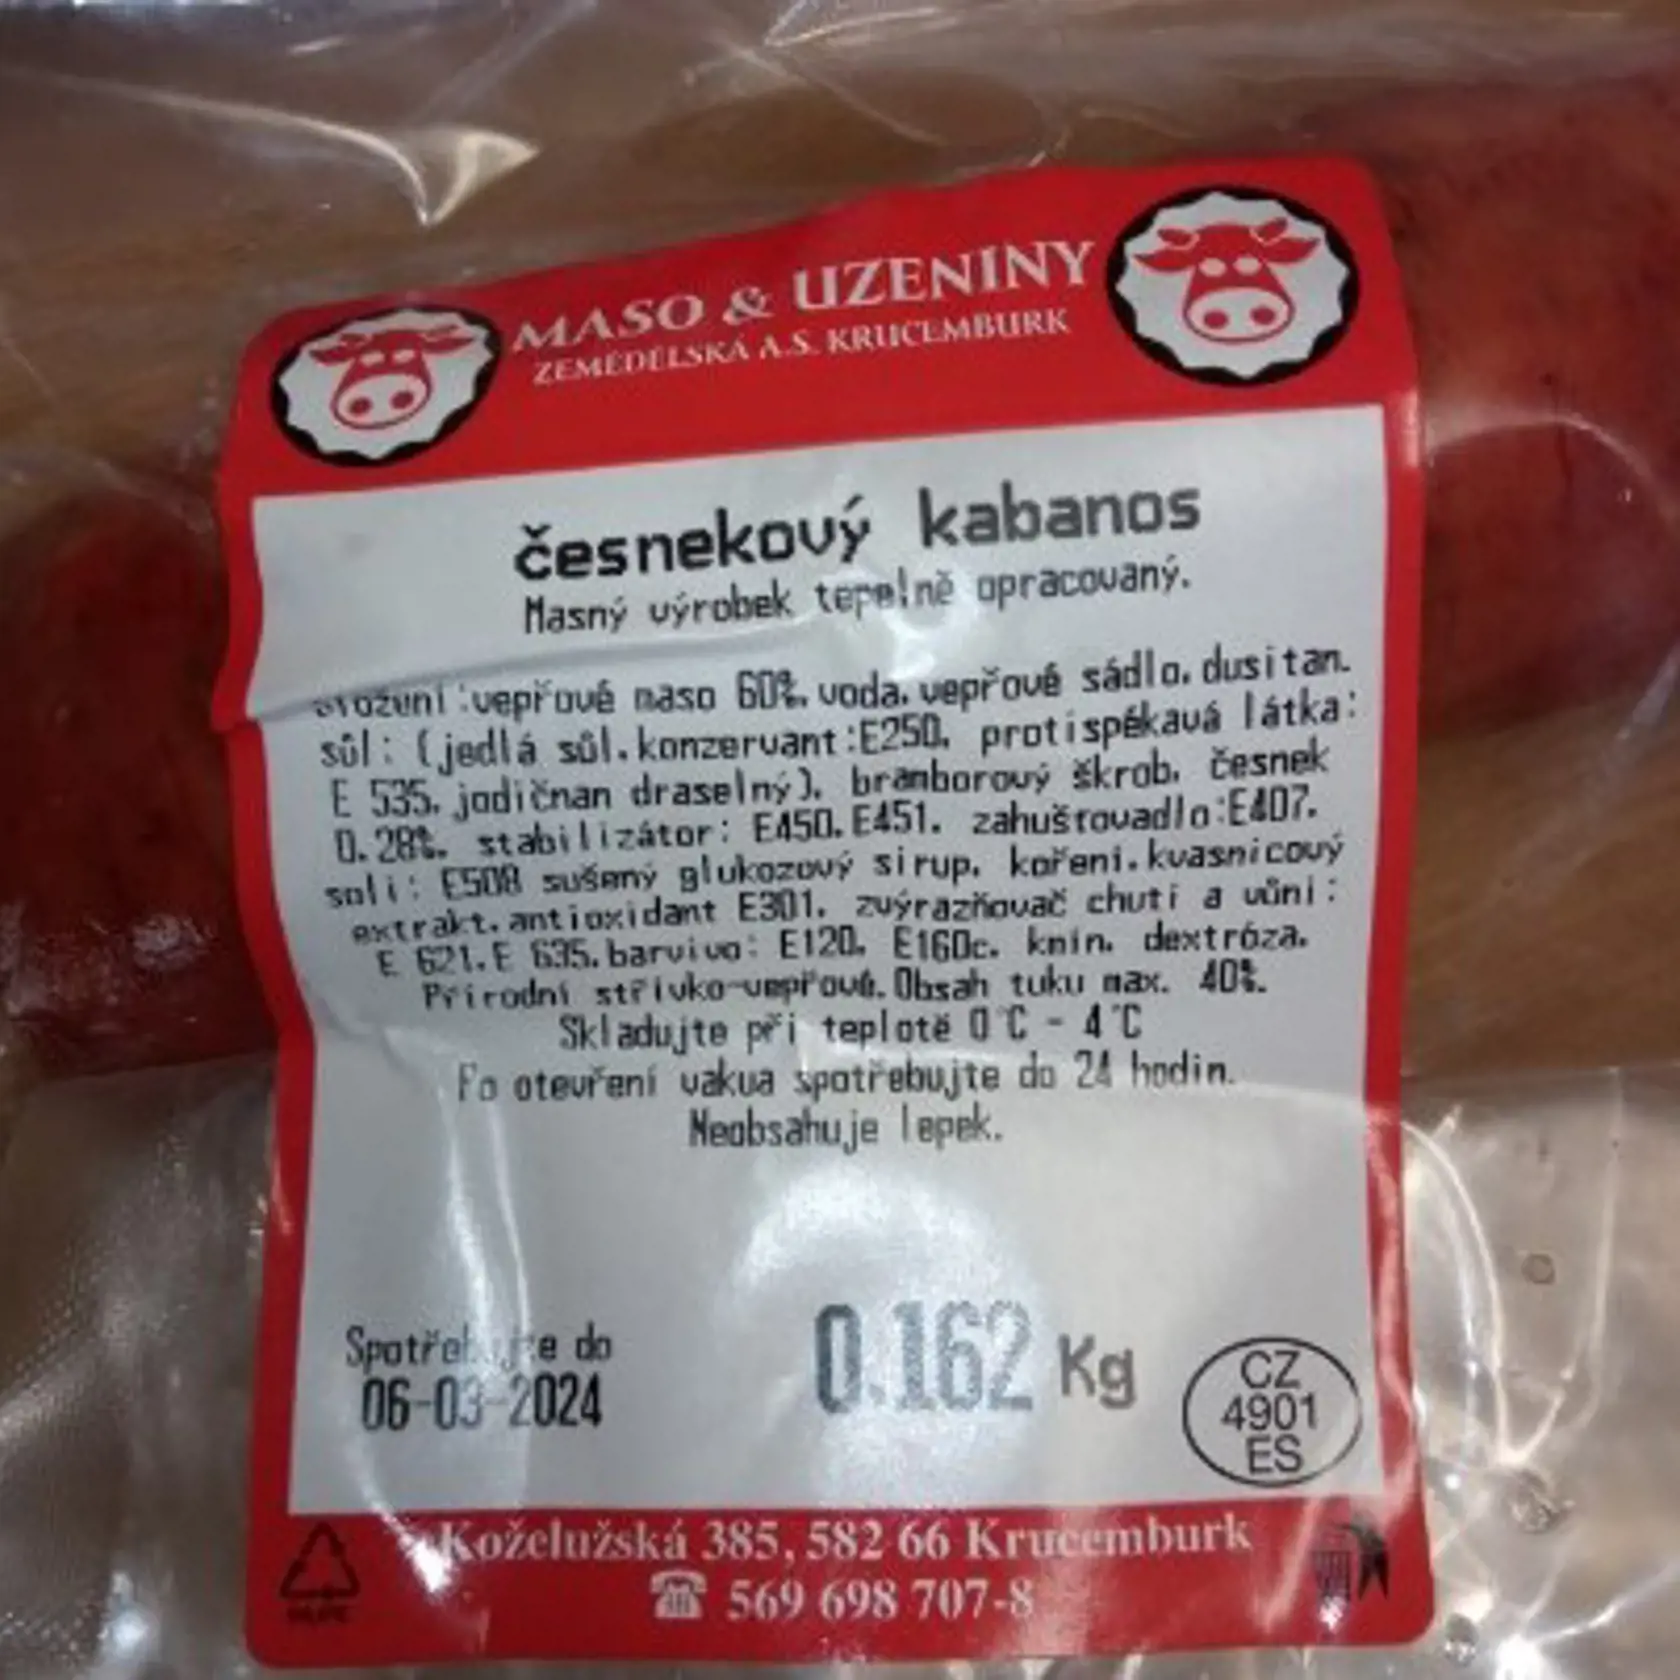 MASO & UZENINY
ZEMĚDĚLSKÁ A.S. KRUCEMBURK
česnekový kabanos
Masný výrobek tepelně opracovaný.
složení:vepřové maso 60%, voda, vepřové sádlo, dusitan.
sůl: (jedlá sůl,konzervant:E250, protispékavá látka:
E 535, jodičnan draselný), bramborový škrob, česnek
0.28%, stabilizátor: E450,E451, zahušťovadlo:E407,
soli: E508 sušený glukozový sirup, koření,kvasnicový
extrakt,antioxidant E301, zvýrazňovač chuti a vůní:
E 621,E 635,barvivo: E120, E160c, kmín, dextróza.
Přírodní střívko-vepřové.Obsah tuku max. 40%.
Skladujte při teplotě 0°C - 4°C
Po otevření vakua spotřebujte do 24 hodin.
Neobsahuje lepek.
Spotřebujte do
06-03-2024
0.162 Kg
CZ
4901
ES
Koželužská 385, 582 66 Krucemburk
☎ 569 698 707-8